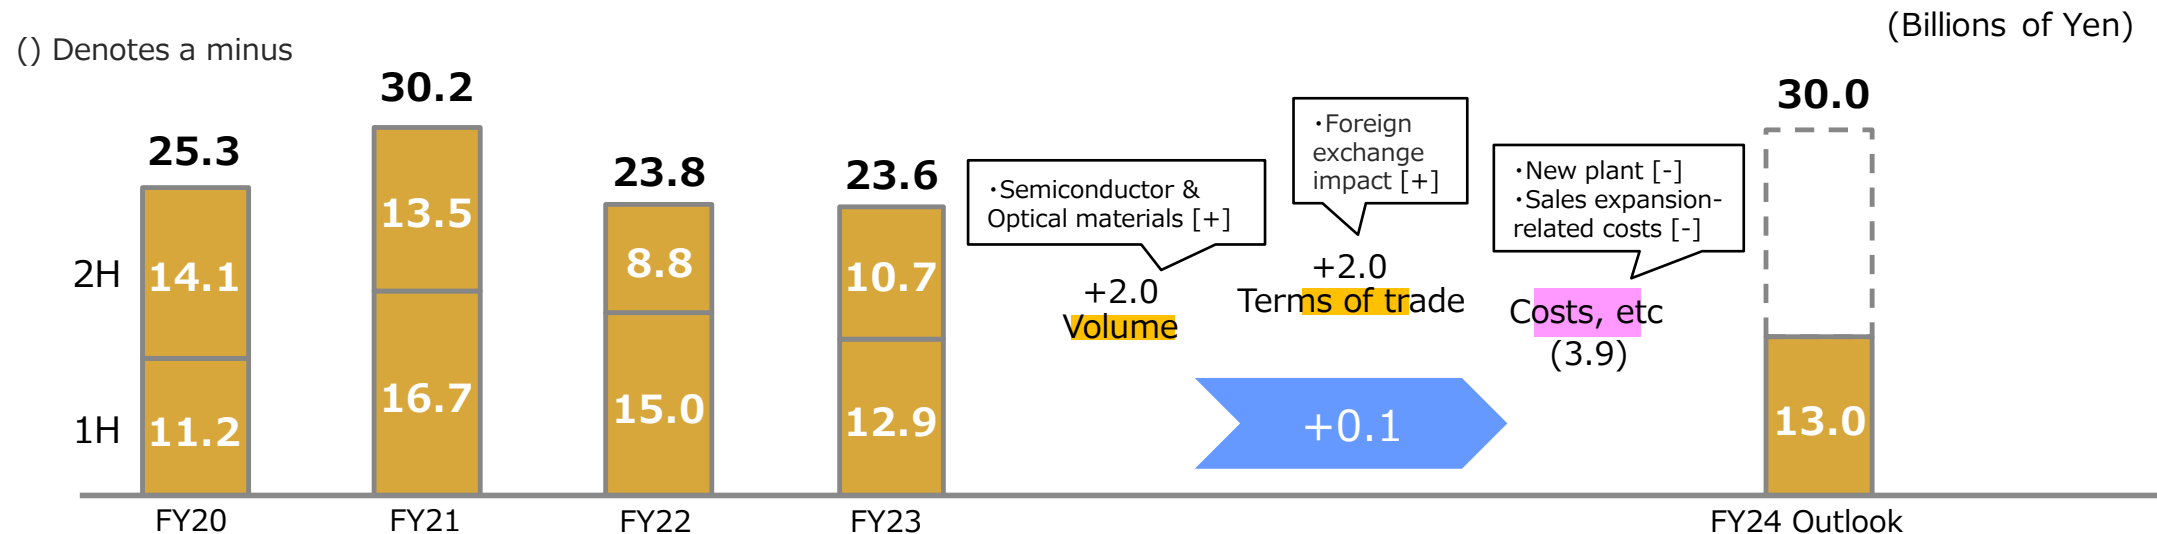 (Billions of Yen)
() Denotes a minus
30.2
30.0
25.3
23.8
23.6
・Foreign
exchange
impact [+]
・Semiconductor &
Optical materials [+]
・New plant [-]
・Sales expansion-
related costs [-]
2H
14.1
13.5
8.8
10.7
+2.0
Volume
+2.0
Terms of trade
Costs, etc
(3.9)
1H
11.2
16.7
15.0
12.9
+0.1
13.0
FY20
FY21
FY22
FY23
FY24 Outlook